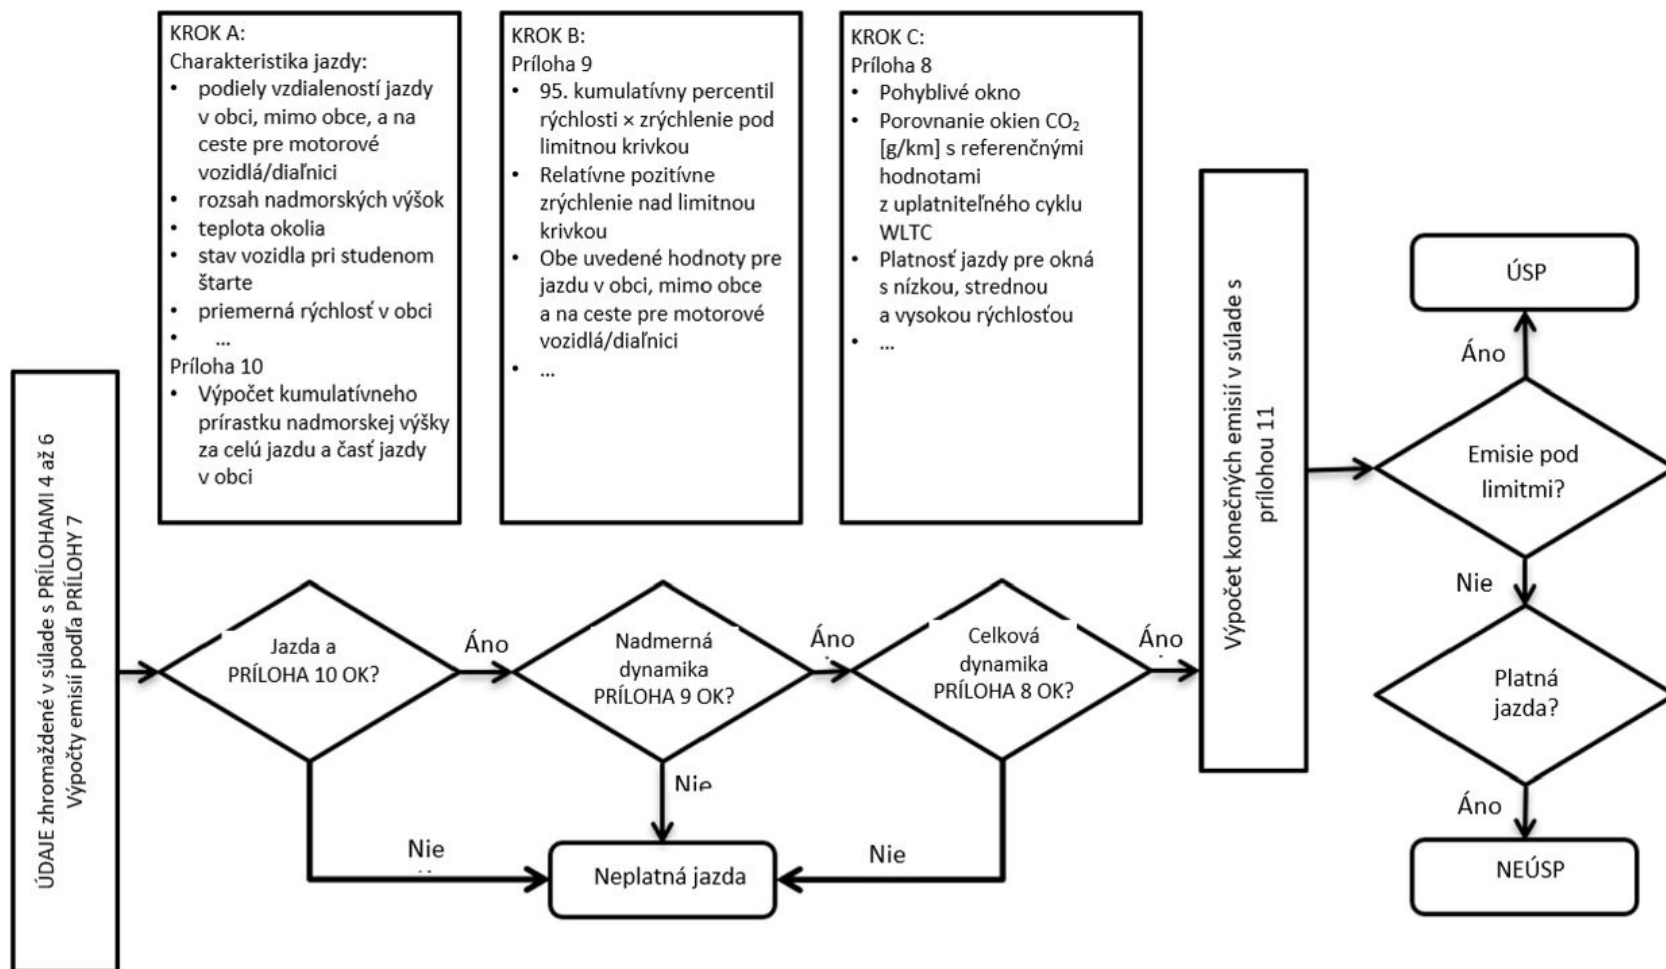 KROK A:
Charakteristika jazdy:
• podiely vzdialeností jazdy
v obci, mimo obce, a na
ceste pre motorové
vozidlá/diaľnici
• rozsah nadmorských výšok
• teplota okolia
• stav vozidla pri studenom
štarte
• priemerná rýchlosť v obci
• ...
Príloha 10
• Výpočet kumulatívneho
prírastku nadmorskej výšky
za celú jazdu a časť jazdy
v obci
KROK B:
Príloha 9
• 95. kumulatívny percentil
rýchlosti × zrýchlenie pod
limitnou krivkou
• Relatívne pozitívne
zrýchlenie nad limitnou
krivkou
• Obe uvedené hodnoty pre
jazdu v obci, mimo obce
a na ceste pre motorové
vozidlá/diaľnici
• ...
KROK C:
Príloha 8
• Pohyblivé okno
• Porovnanie okien CO₂
[g/km] s referenčnými
hodnotami
z uplatniteľného cyklu
WLTC
• Platnosť jazdy pre okná
s nízkou, strednou
a vysokou rýchlosťou
• ...
ÚDAJE zhromaždené v súlade s PRÍLOHAMI 4 až 6
Výpočty emisií podľa PRÍLOHY 7
Jazda a
PRÍLOHA 10 OK?
Áno
Nie
Nadmerná
dynamika
PRÍLOHA 9 OK?
Áno
Nie
Celková
dynamika
PRÍLOHA 8 OK?
Áno
Nie
Neplatná jazda
Výpočet konečných emisií v súlade s
prílohou 11
Emisie pod
limitmi?
Áno
ÚSP
Nie
Platná
jazda?
Áno
NEÚSP